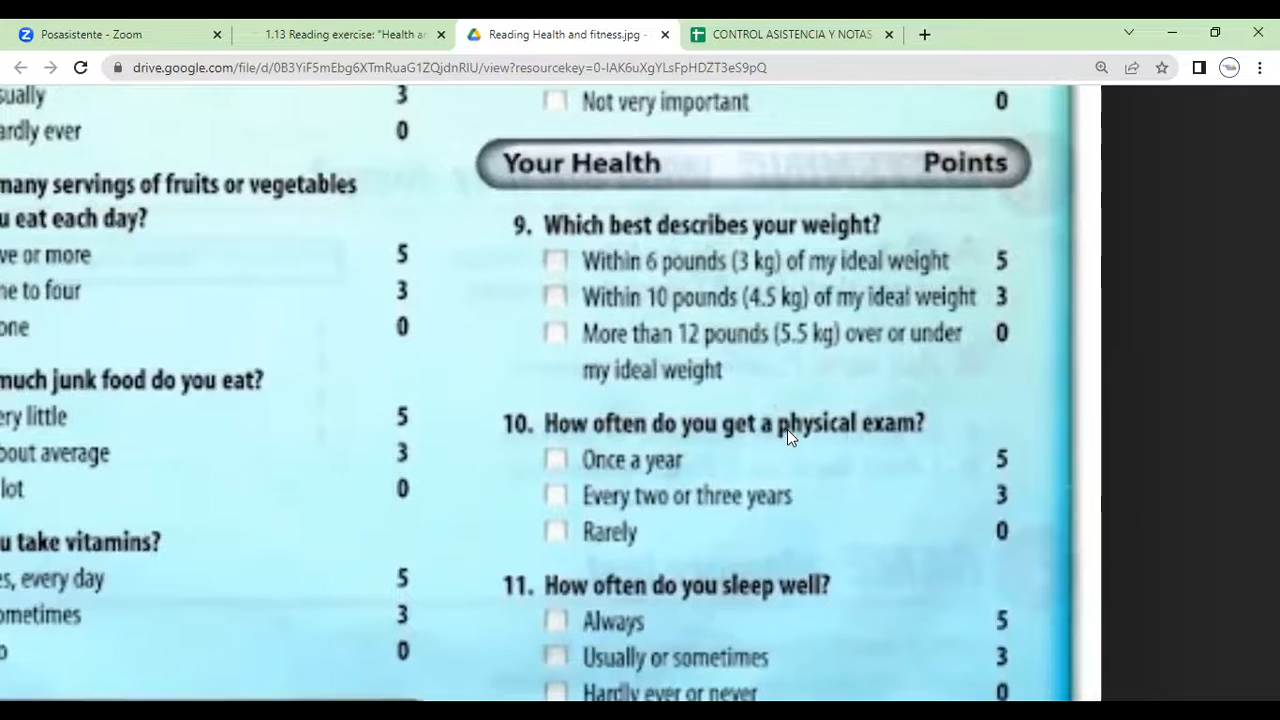 Posasistente - Zoom
1.13 Reading exercise: "Health an
Reading Health and fitness.jpg -
CONTROL ASISTENCIA Y NOTAS
drive.google.com/file/d/0B3YiF5mEbg6XTmRuaG1ZQjdnRlU/view?resourcekey=0-IAK6uXgYLsFpHDZT3eS9pQ
sually 3
ardly ever 0
many servings of fruits or vegetables
u eat each day?
ve or more 5
ne to four 3
one 0
much junk food do you eat?
ery little 5
bout average 3
lot 0
u take vitamins?
es, every day 5
ometimes 3
o 0
Not very important 0
Your Health Points
9. Which best describes your weight?
Within 6 pounds (3 kg) of my ideal weight 5
Within 10 pounds (4.5 kg) of my ideal weight 3
More than 12 pounds (5.5 kg) over or under 0
my ideal weight
10. How often do you get a physical exam?
Once a year 5
Every two or three years 3
Rarely 0
11. How often do you sleep well?
Always 5
Usually or sometimes 3
Hardly ever or never 0